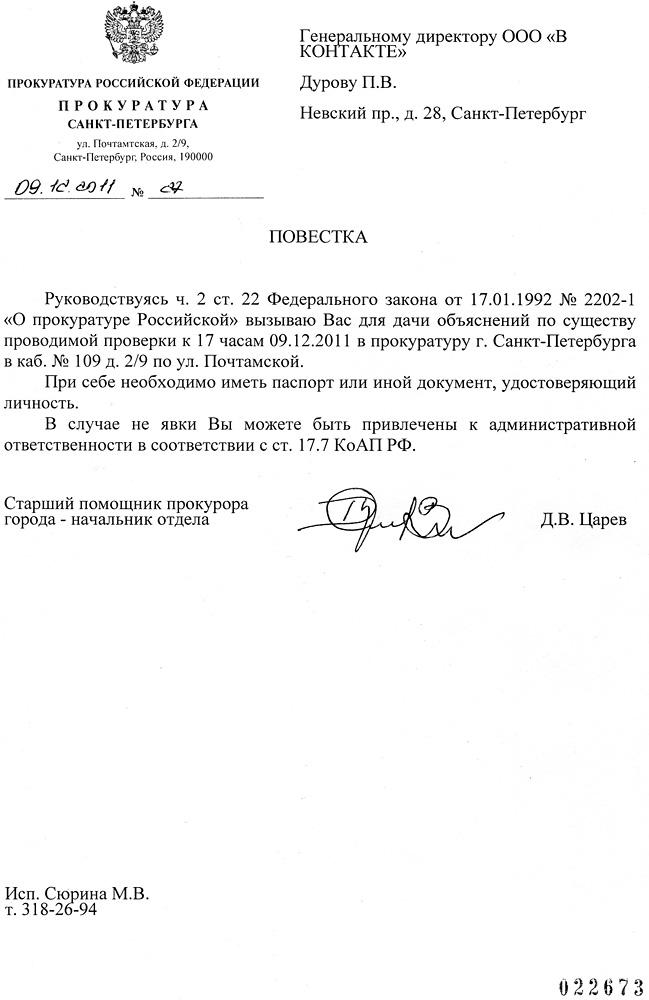 ПРОКУРАТУРА РОССИЙСКОЙ ФЕДЕРАЦИИ
ПРОКУРАТУРА
САНКТ-ПЕТЕРБУРГА
ул. Почтамтская, д. 2/9,
Санкт-Петербург, Россия, 190000
09.12.2011 № 27
Генеральному директору ООО «В
КОНТАКТЕ»
Дурову П.В.
Невский пр., д. 28, Санкт-Петербург
ПОВЕСТКА
Руководствуясь ч. 2 ст. 22 Федерального закона от 17.01.1992 № 2202-1
«О прокуратуре Российской» вызываю Вас для дачи объяснений по существу
проводимой проверки к 17 часам 09.12.2011 в прокуратуру г. Санкт-Петербурга
в каб. № 109 д. 2/9 по ул. Почтамской.
При себе необходимо иметь паспорт или иной документ, удостоверяющий
личность.
В случае не явки Вы можете быть привлечены к административной
ответственности в соответствии с ст. 17.7 КоАП РФ.
Старший помощник прокурора
города - начальник отдела
Д.В. Царев
Исп. Сюрина М.В.
т. 318-26-94
022673